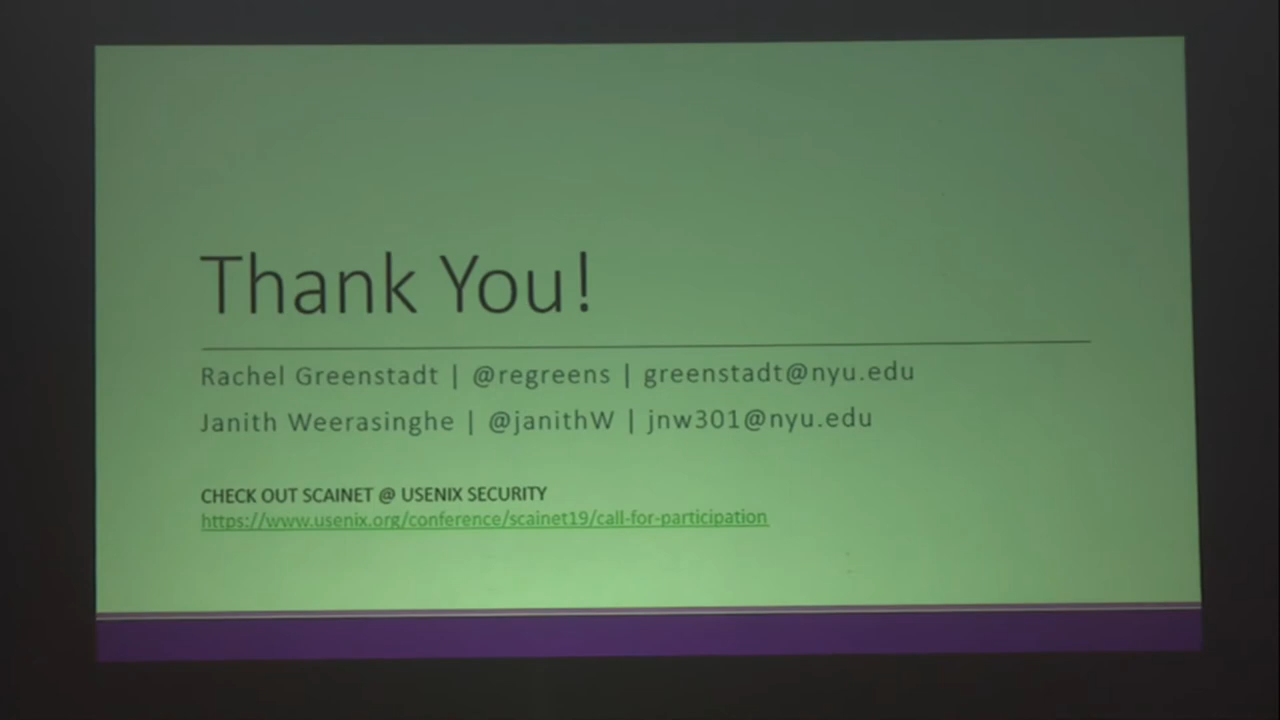 Thank You!
Rachel Greenstadt | @regreens | greenstadt@nyu.edu
Janith Weerasinghe | @janithW | jnw301@nyu.edu
CHECK OUT SCAINET @ USENIX SECURITY
https://www.usenix.org/conference/scainet19/call-for-participation